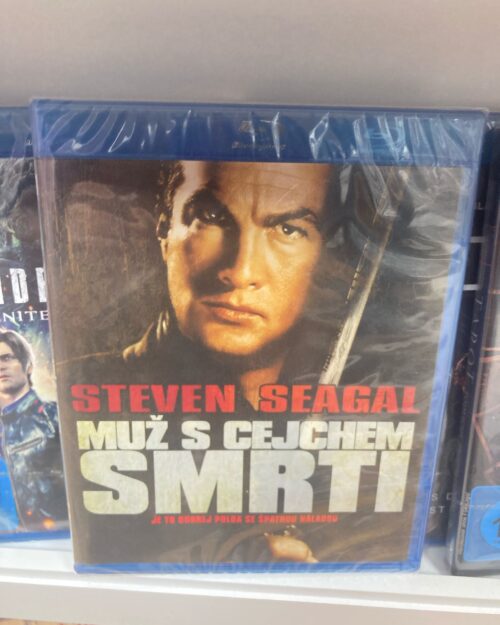 STEVEN SEAGAL
MUŽ S CEJCHEM
SMRTI
JE TO DOBREJ POLDA SE ŠPATNOU NÁLADOU